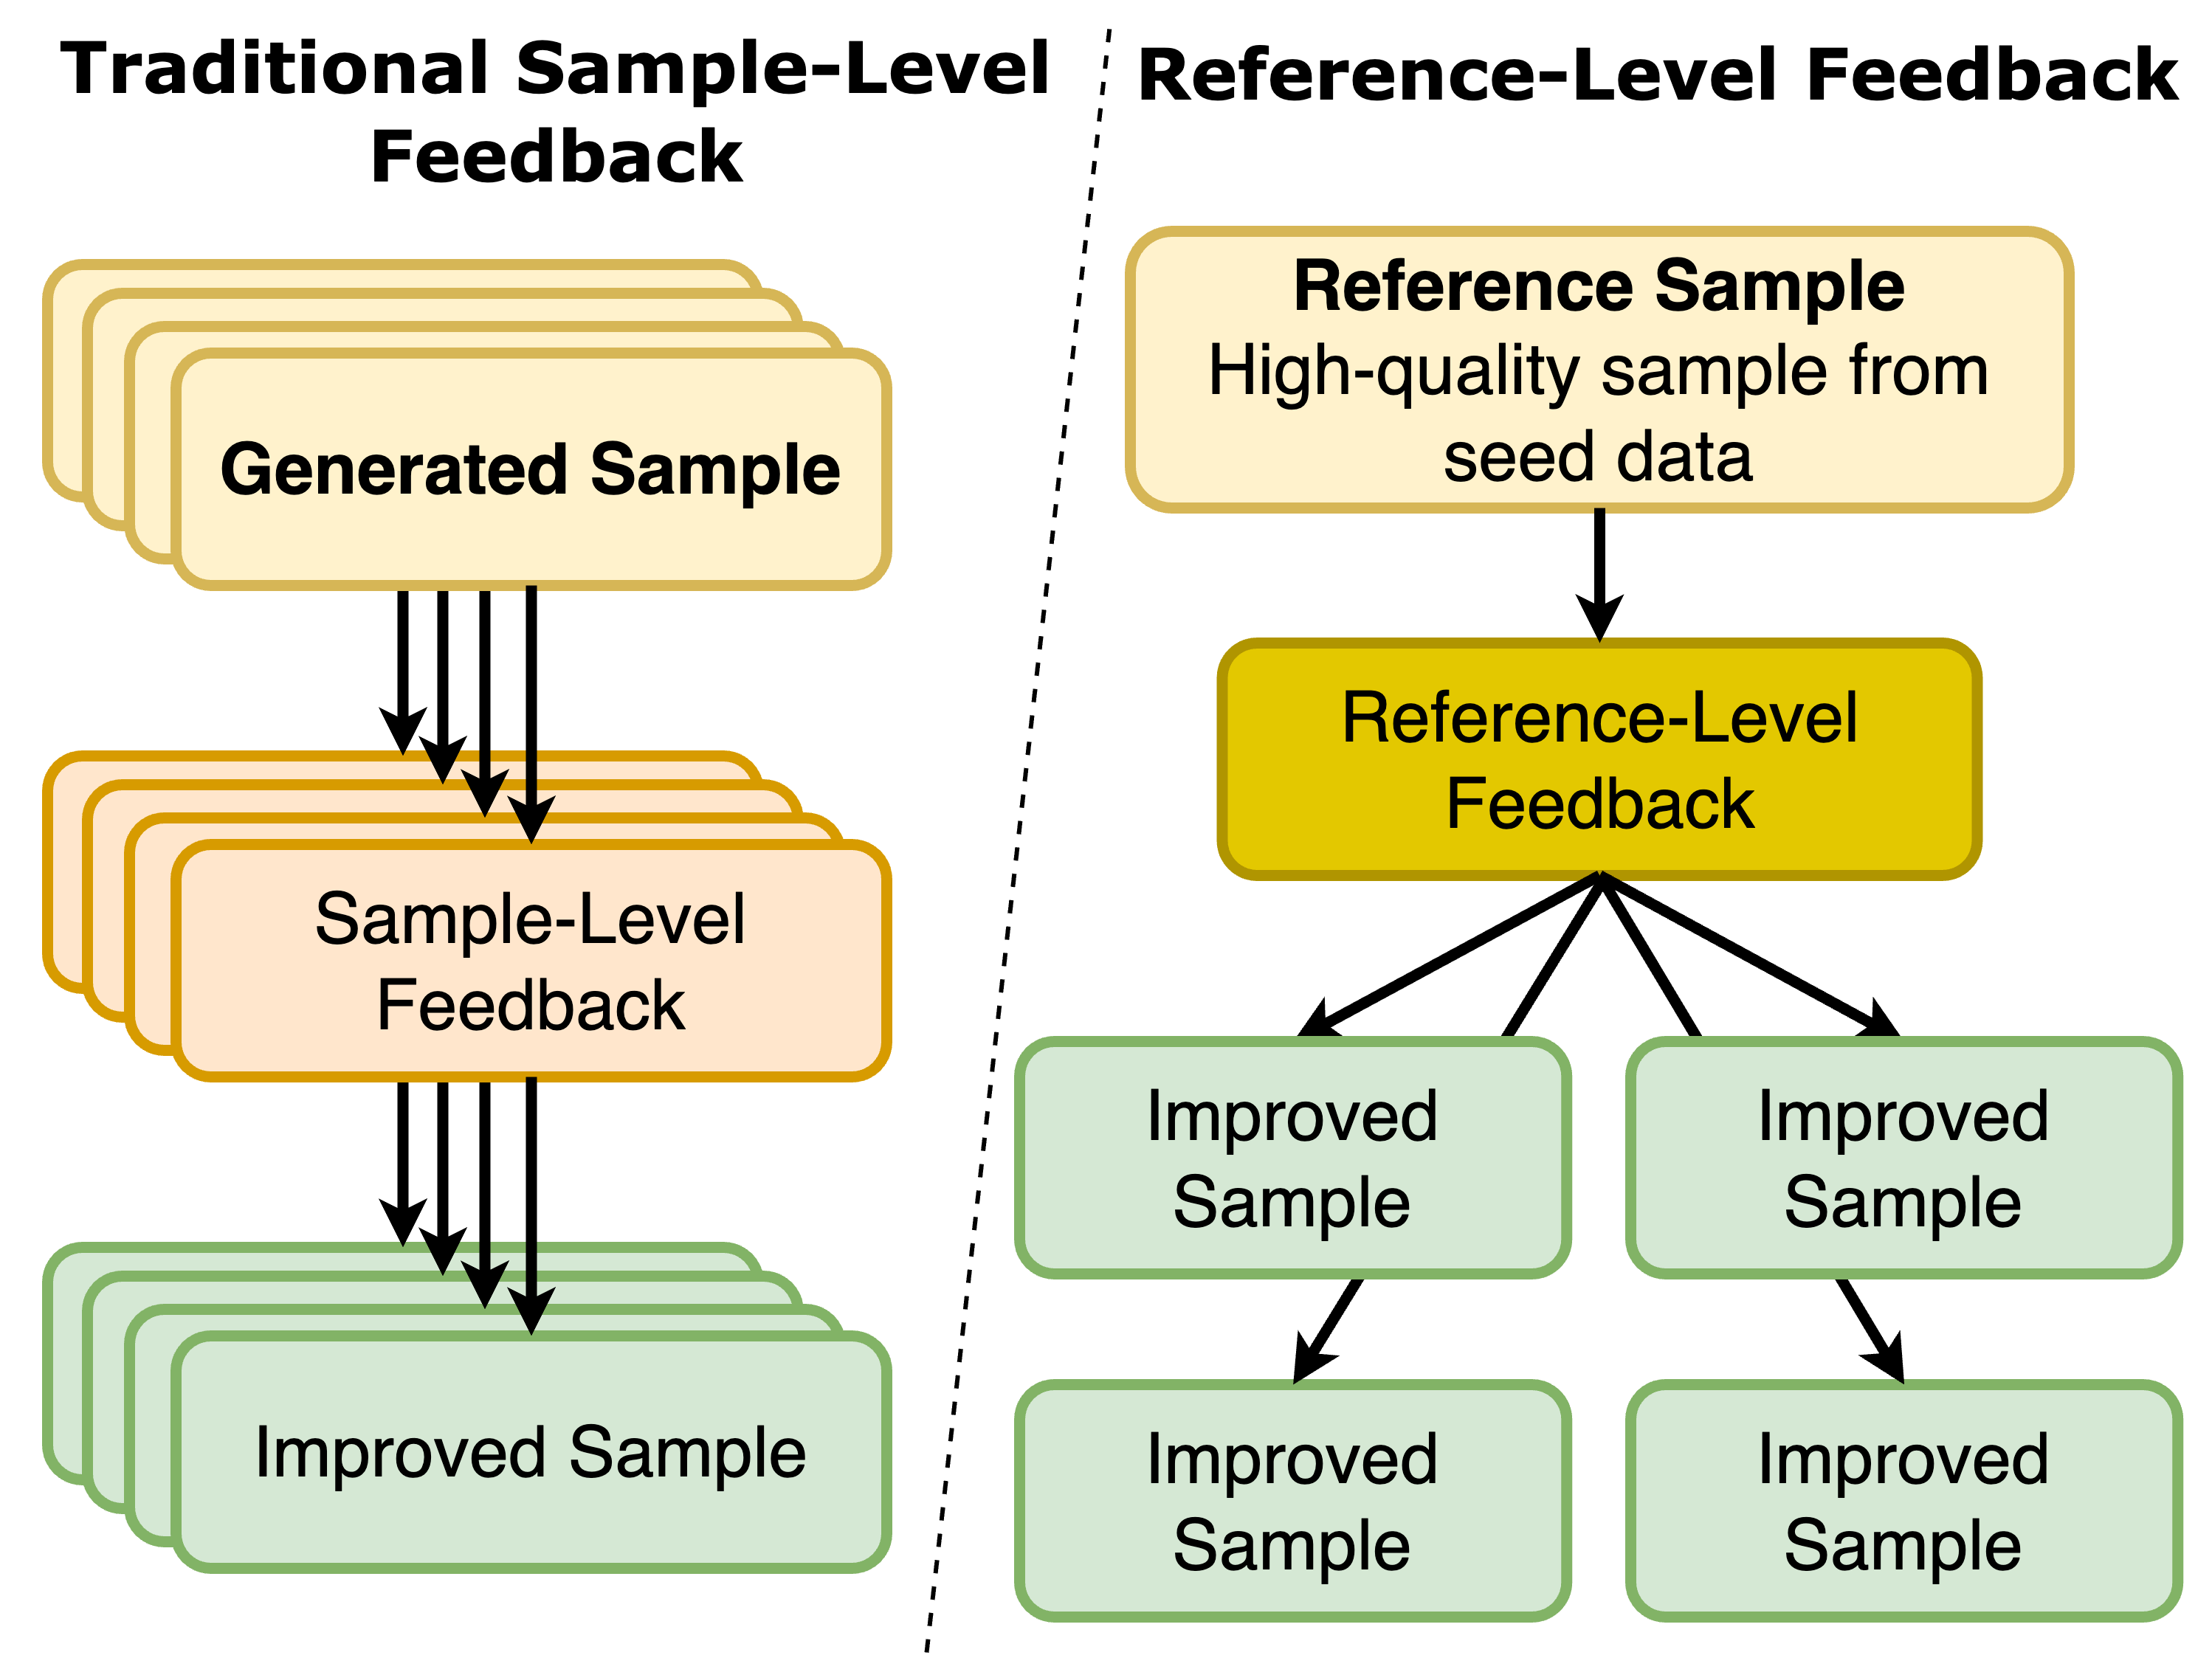 Traditional Sample-Level
Feedback
Generated Sample
Sample-Level
Feedback
Improved Sample
Reference-Level Feedback
Reference Sample
High-quality sample from
seed data
Reference-Level
Feedback
Improved
Sample
Improved
Sample
Improved
Sample
Improved
Sample